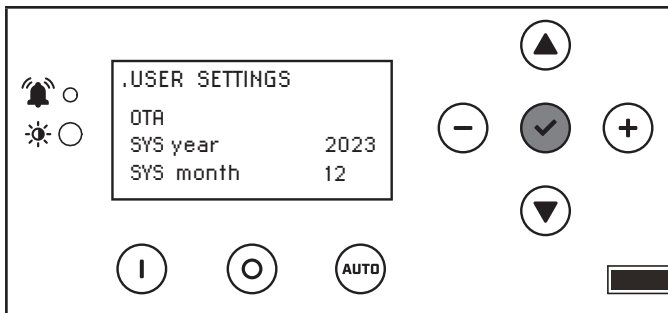 .USER SETTINGS
OTA
SYS year 2023
SYS month 12
AUTO